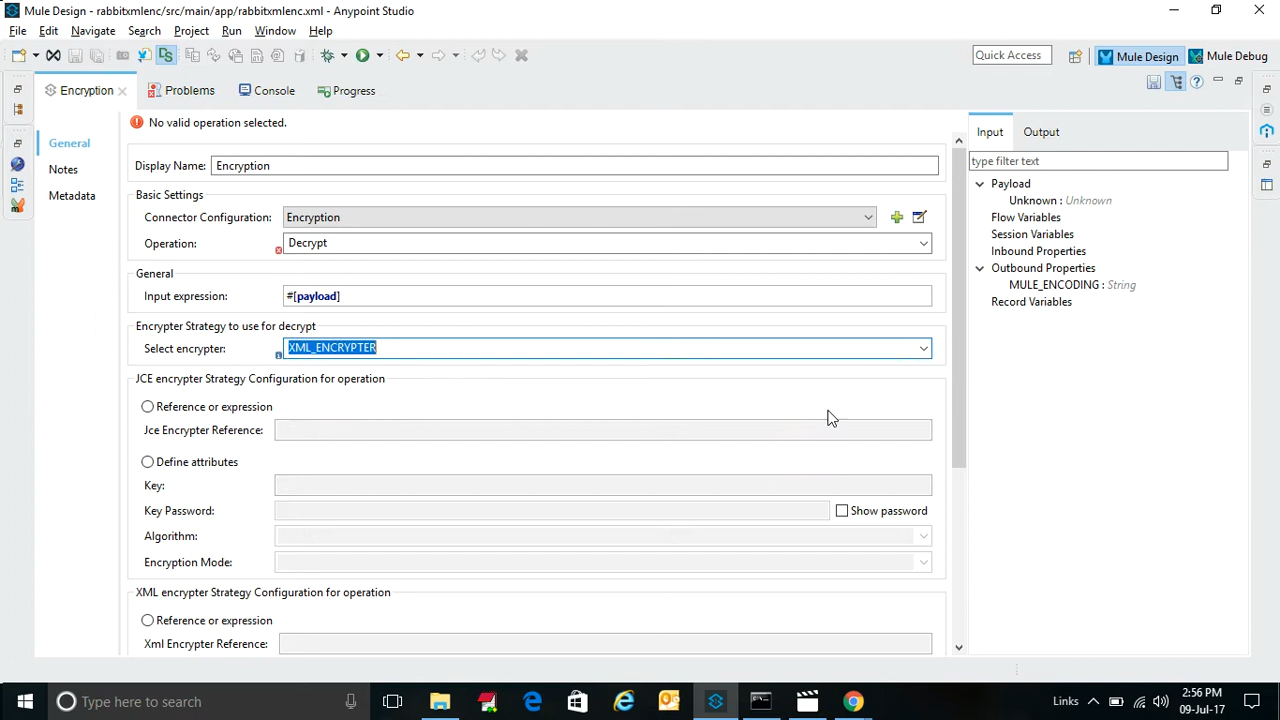 Mule Design - rabbitxmlenc/src/main/app/rabbitxmlenc.xml - Anypoint Studio
File Edit Navigate Search Project Run Window Help
Quick Access Mule Design Mule Debug
Encryption Problems Console Progress
No valid operation selected.
General
Notes
Metadata
Display Name: Encryption
Basic Settings
Connector Configuration: Encryption
Operation: Decrypt
General
Input expression: #[payload]
Encrypter Strategy to use for decrypt
Select encrypter: XML_ENCRYPTER
JCE encrypter Strategy Configuration for operation
Reference or expression
Jce Encrypter Reference:
Define attributes
Key:
Key Password: Show password
Algorithm:
Encryption Mode:
XML encrypter Strategy Configuration for operation
Reference or expression
Xml Encrypter Reference:
Input Output
type filter text
Payload
Unknown : Unknown
Flow Variables
Session Variables
Inbound Properties
Outbound Properties
MULE_ENCODING : String
Record Variables
Type here to search
Links
2:56 PM
09-Jul-17